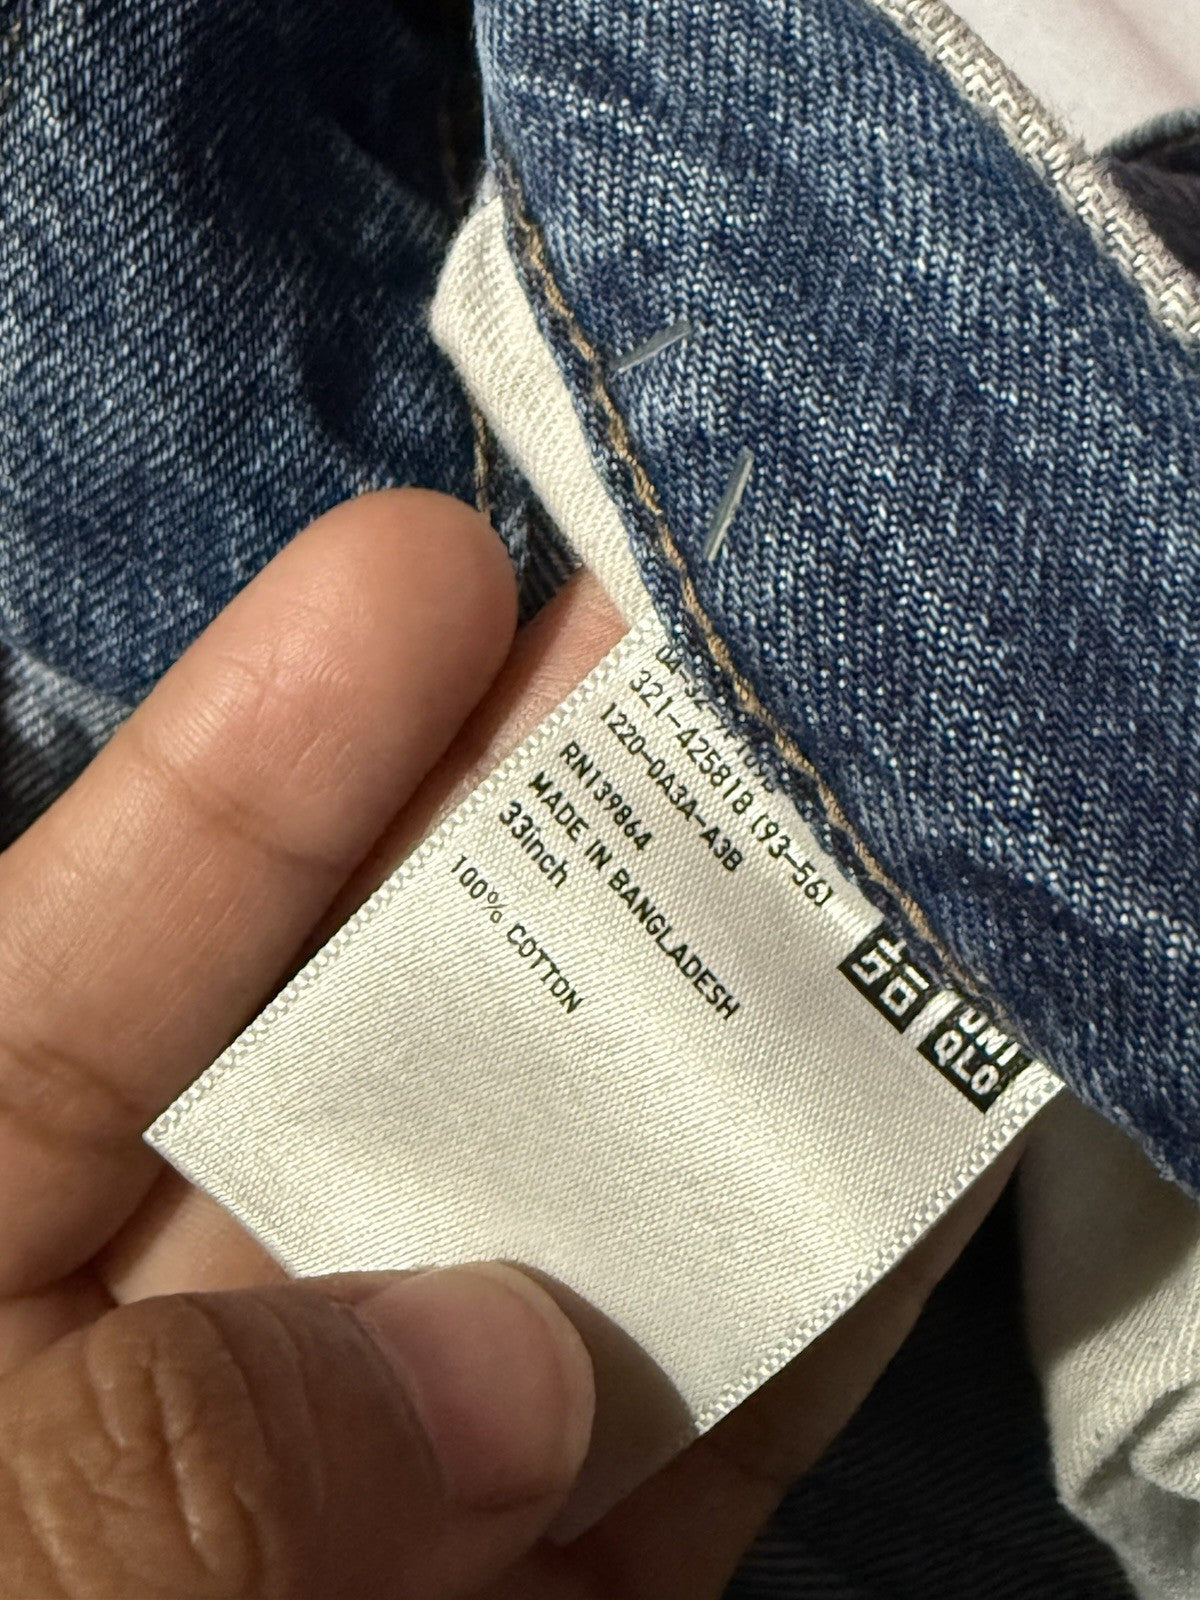 321-425818 (93-56)
1220-0A3A-A3B
RN139864
MADE IN BANGLADESH
33inch
100% COTTON
UNI
QLO